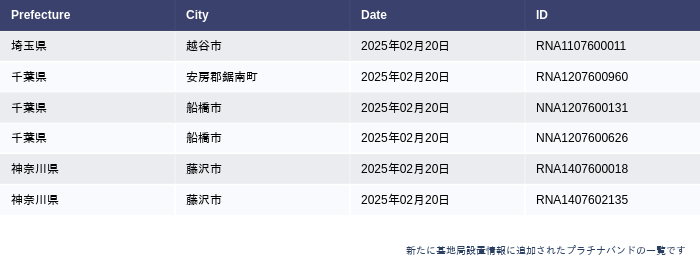 Prefecture City Date ID
埼玉県 越谷市 2025年02月20日 RNA1107600011
千葉県 安房郡鋸南町 2025年02月20日 RNA1207600960
千葉県 船橋市 2025年02月20日 NNA1207600131
千葉県 船橋市 2025年02月20日 NNA1207600626
神奈川県 藤沢市 2025年02月20日 RNA1407600018
神奈川県 藤沢市 2025年02月20日 RNA1407602135
新たに基地局設置情報に追加されたプラチナバンドの一覧です